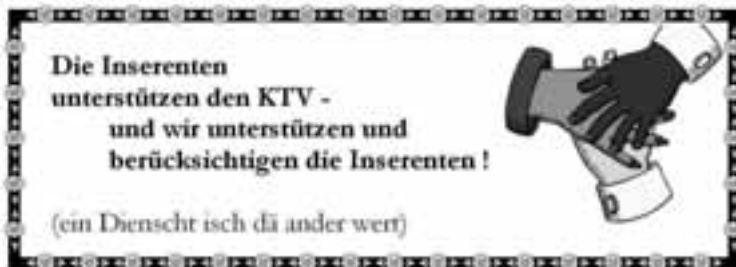 Die Inserenten
unterstützen den KTV -
und wir unterstützen und
berücksichtigen die Inserenten !
(ein Dienscht isch dä ander wert)